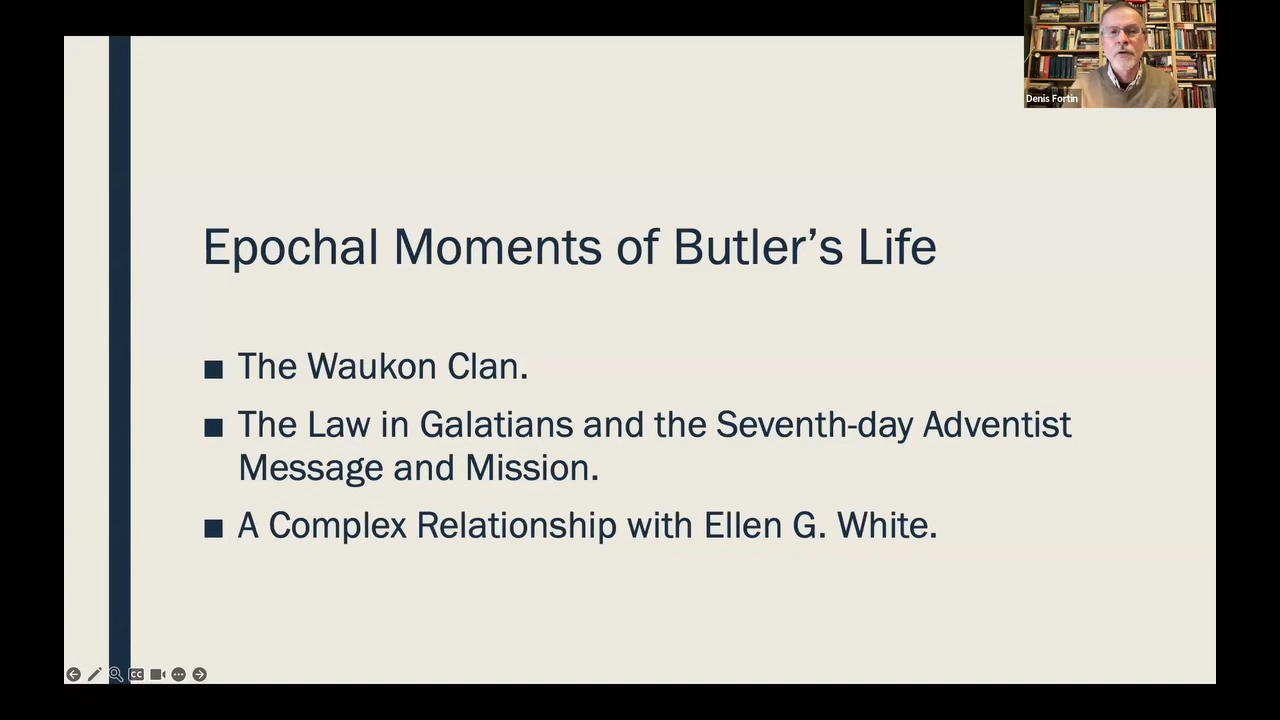 Denis Fortin
Epochal Moments of Butler’s Life
■ The Waukon Clan.
■ The Law in Galatians and the Seventh-day Adventist
Message and Mission.
■ A Complex Relationship with Ellen G. White.
CC